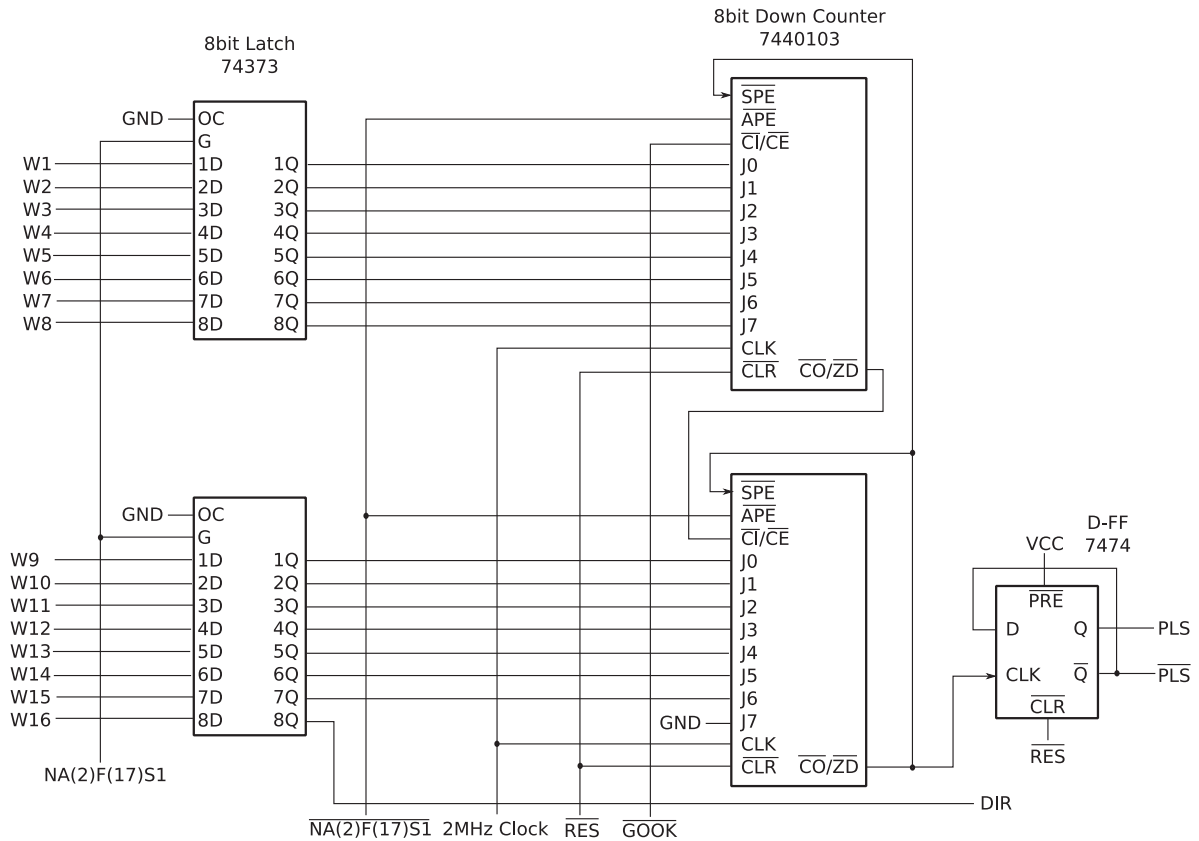 8bit Latch
74373
8bit Down Counter
7440103
GND
OC
G
W1
1D
1Q
W2
2D
2Q
W3
3D
3Q
W4
4D
4Q
W5
5D
5Q
W6
6D
6Q
W7
7D
7Q
W8
8D
8Q
SPE
APE
CI/CE
J0
J1
J2
J3
J4
J5
J6
J7
CLK
CLR
CO/ZD
GND
OC
G
W9
1D
1Q
W10
2D
2Q
W11
3D
3Q
W12
4D
4Q
W13
5D
5Q
W14
6D
6Q
W15
7D
7Q
W16
8D
8Q
SPE
APE
CI/CE
J0
J1
J2
J3
J4
J5
J6
GND
J7
CLK
CLR
CO/ZD
D-FF
7474
VCC
PRE
D
Q
PLS
CLK
Q
PLS
CLR
RES
NA(2)F(17)S1
DIR
NA(2)F(17)S1
2MHz Clock
RES
GOOK